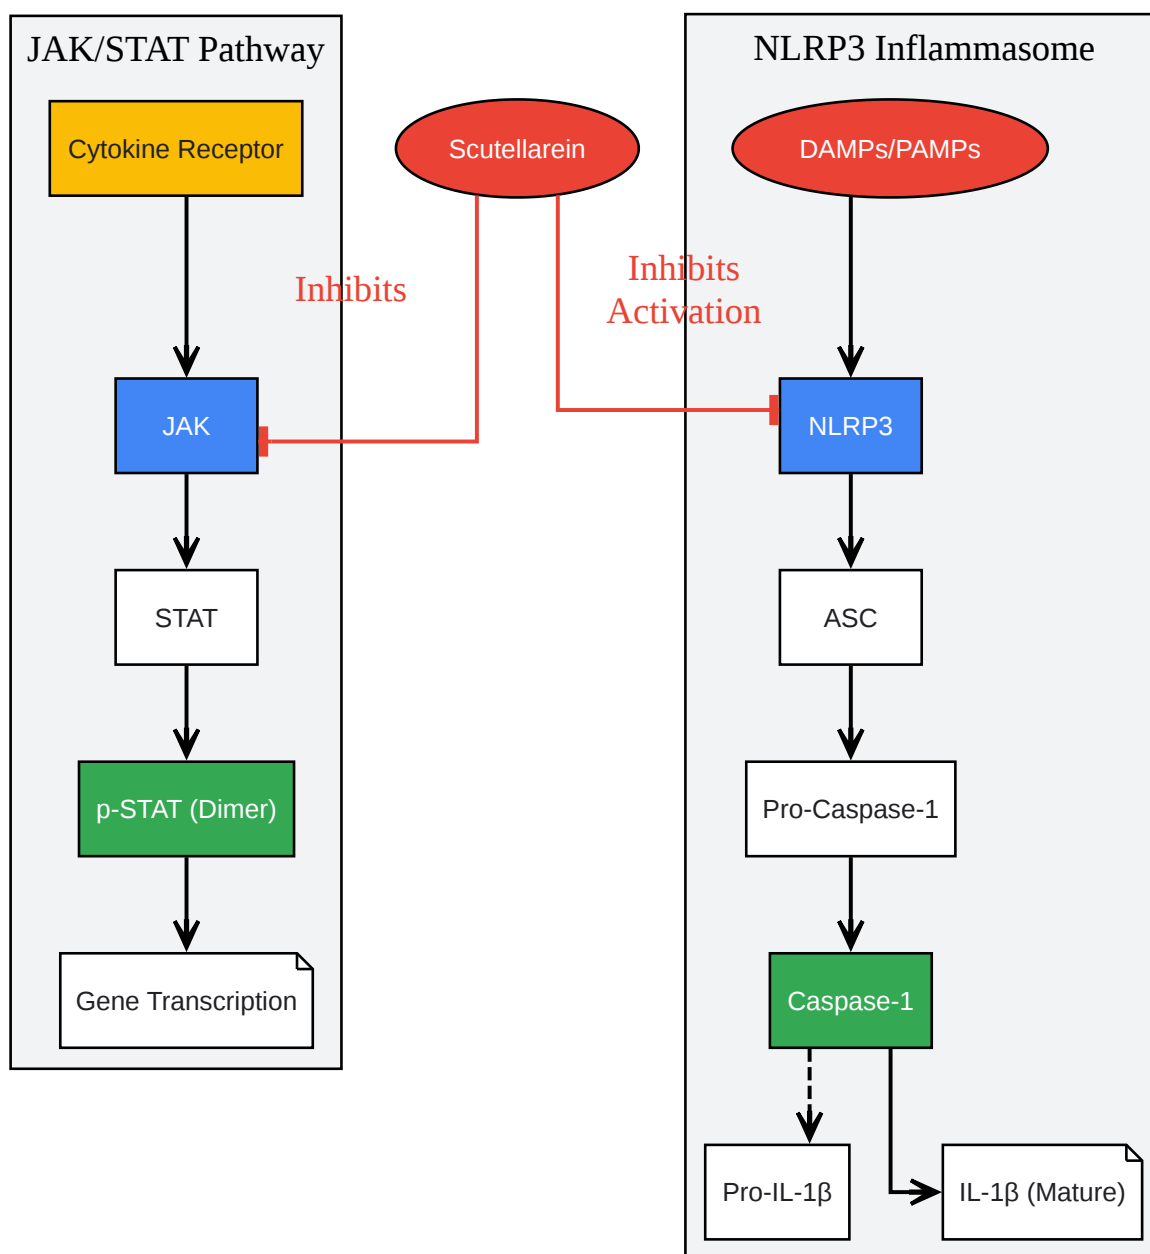 JAK/STAT Pathway
NLRP3 Inflammasome
Cytokine Receptor
Scutellarein
DAMPs/PAMPs
Inhibits
Inhibits
Activation
JAK
NLRP3
STAT
ASC
p-STAT (Dimer)
Pro-Caspase-1
Gene Transcription
Caspase-1
Pro-IL-1β
IL-1β (Mature)